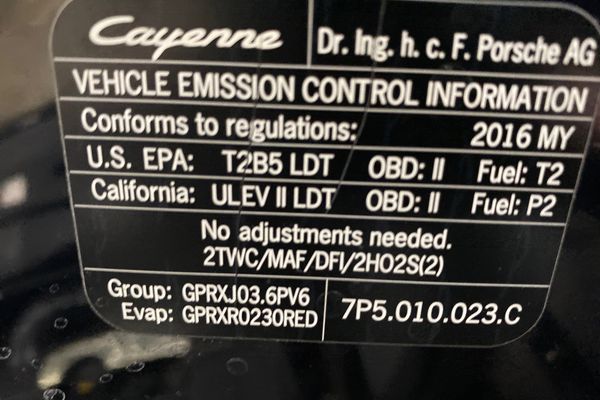 Cayenne
Dr. Ing. h. c. F. Porsche AG
VEHICLE EMISSION CONTROL INFORMATION
Conforms to regulations: 2016 MY
U.S. EPA: T2B5 LDT OBD: II Fuel: T2
California: ULEV II LDT OBD: II Fuel: P2
No adjustments needed.
2TWC/MAF/DFI/2HO2S(2)
Group: GPRXJ03.6PV6
Evap: GPRXR0230RED
7P5.010.023.C